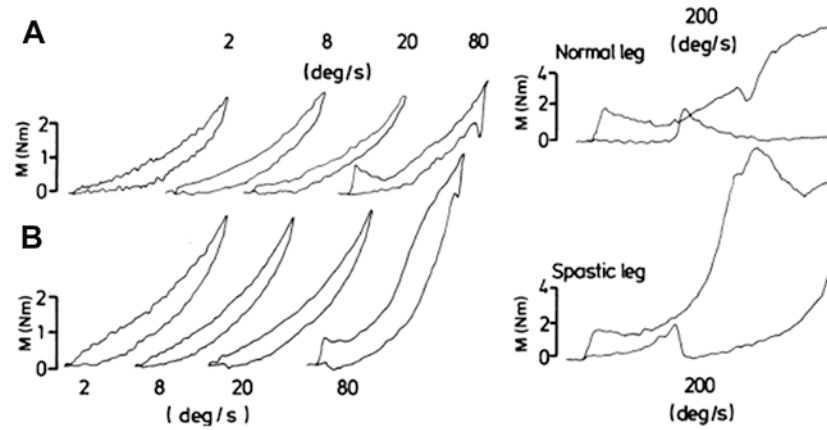 A
2 8 20 80
(deg/s)
M (Nm)
2
1
0
200
(deg/s)
Normal leg
M (Nm)
4
2
0
B
M (Nm)
2
1
0
2 8 20 80
( deg/s )
Spastic leg
M (Nm)
4
2
0
200
(deg/s)